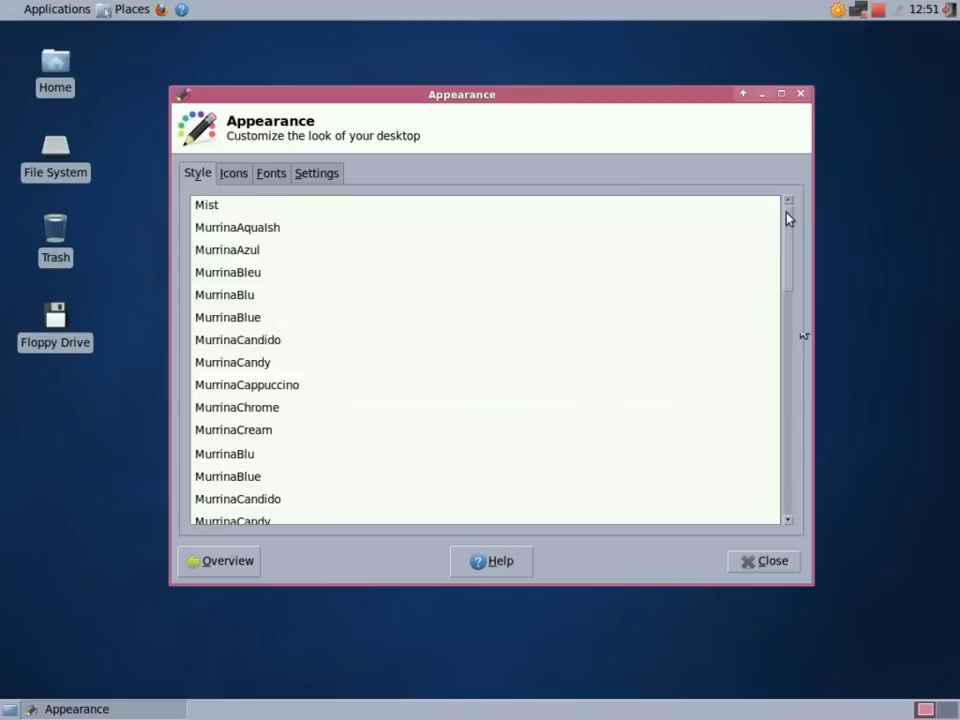 Applications Places 12:51
Home
File System
Trash
Floppy Drive
Appearance
Appearance
Customize the look of your desktop
Style Icons Fonts Settings
Mist
MurrinaAquaIsh
MurrinaAzul
MurrinaBleu
MurrinaBlu
MurrinaBlue
MurrinaCandido
MurrinaCandy
MurrinaCappuccino
MurrinaChrome
MurrinaCream
MurrinaBlu
MurrinaBlue
MurrinaCandido
MurrinaCandy
Overview Help Close
Appearance